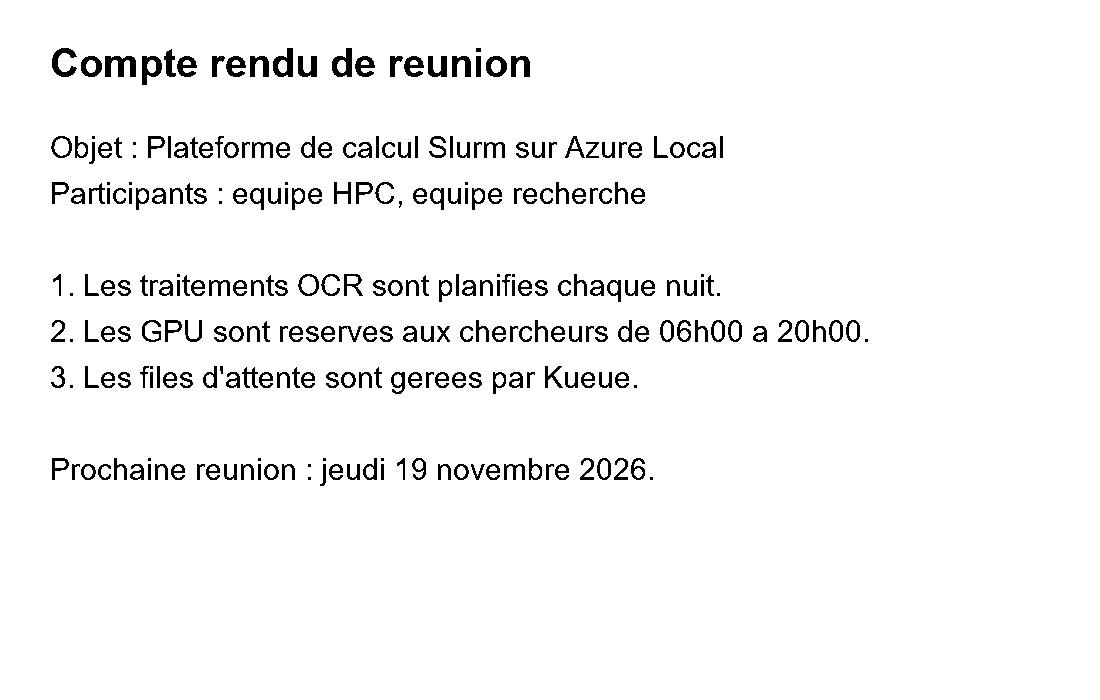 Compte rendu de reunion
Objet : Plateforme de calcul Slurm sur Azure Local
Participants : equipe HPC, equipe recherche
1. Les traitements OCR sont planifies chaque nuit.
2. Les GPU sont reserves aux chercheurs de 06h00 a 20h00.
3. Les files d'attente sont gerees par Kueue.
Prochaine reunion : jeudi 19 novembre 2026.